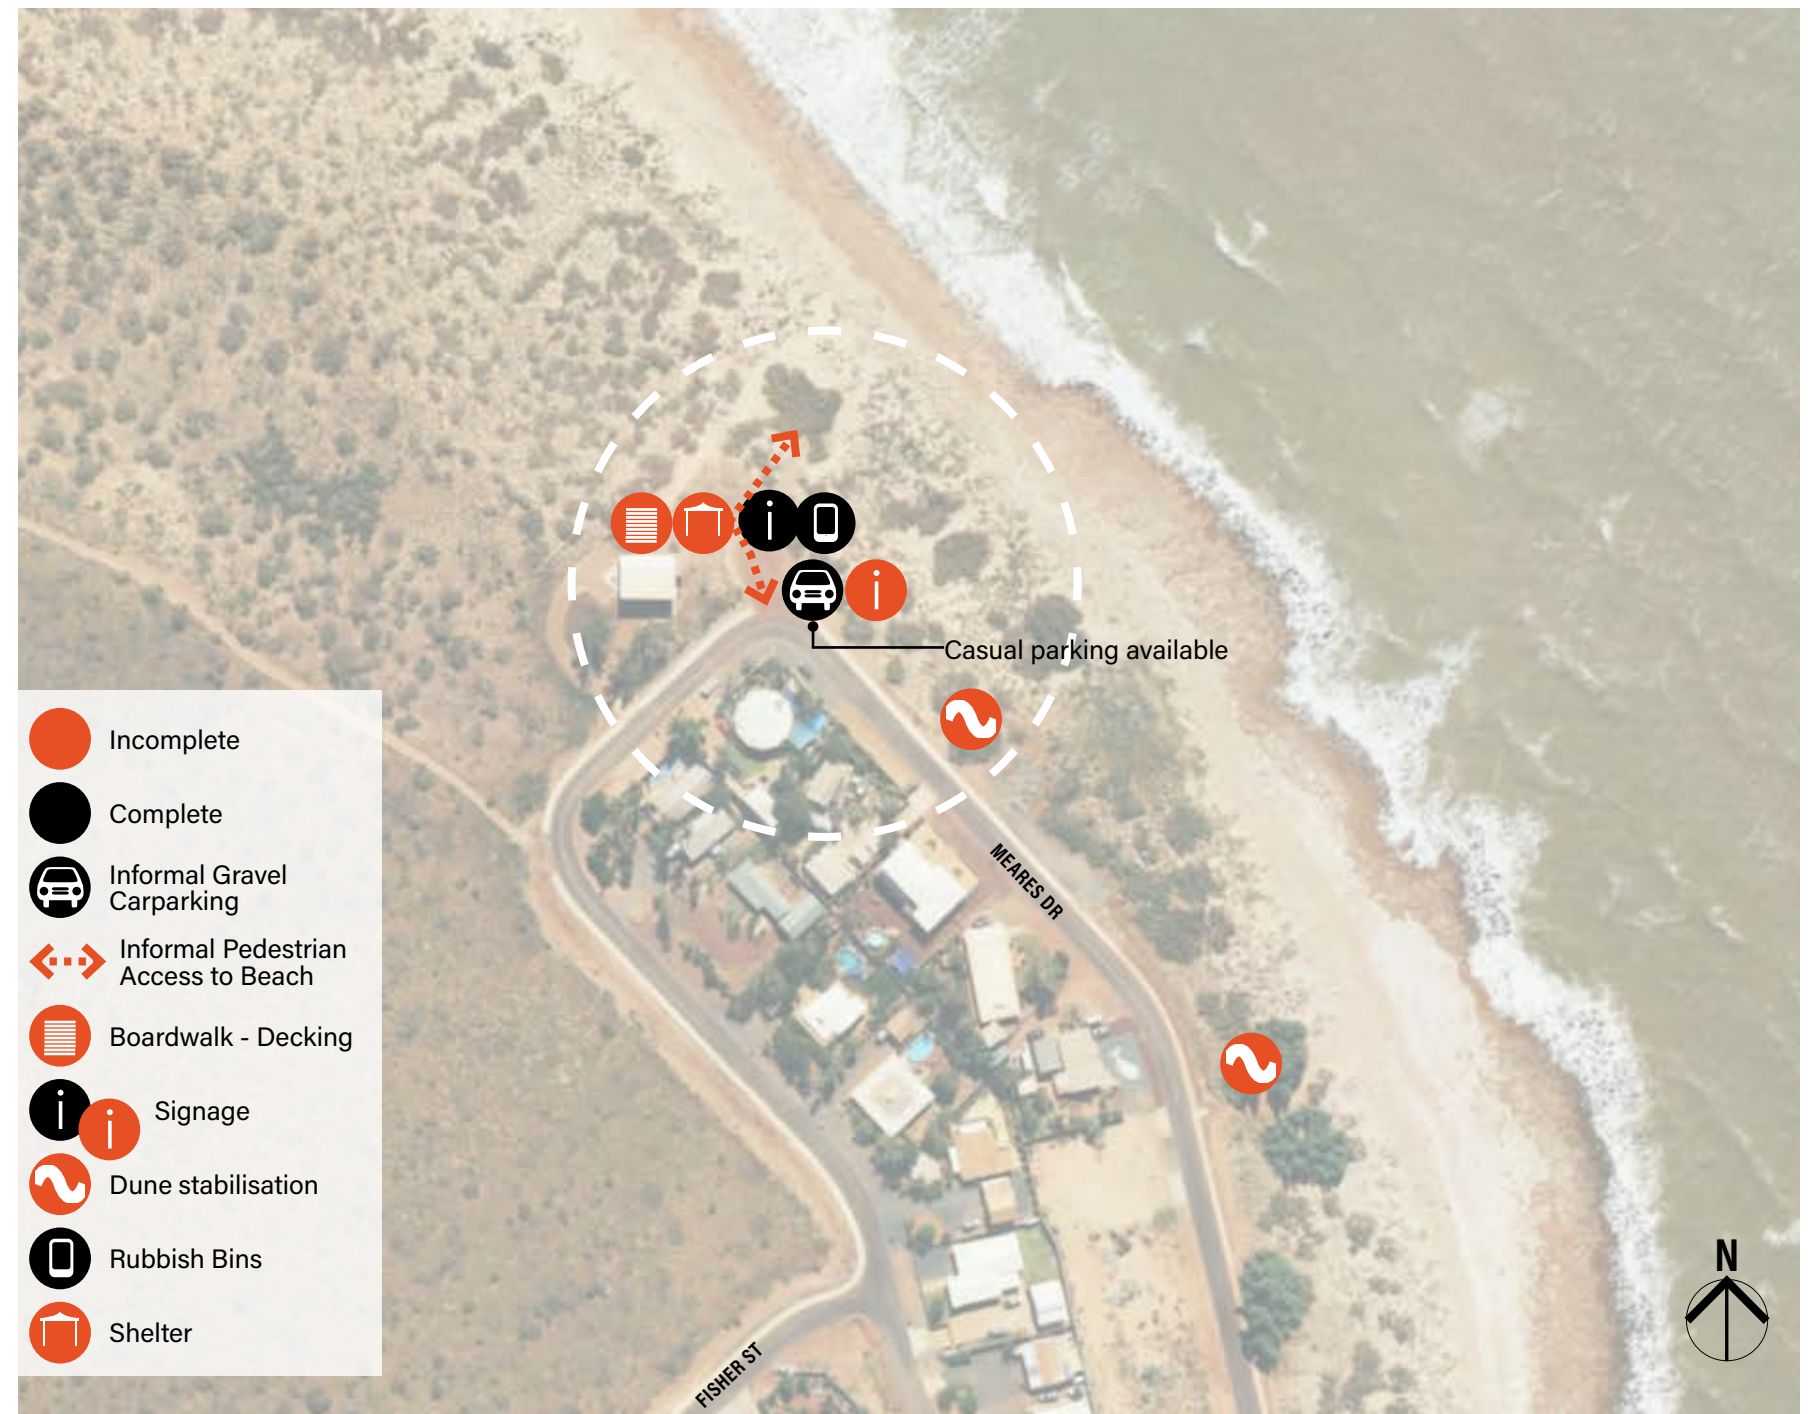 Casual parking available
Incomplete
Complete
Informal Gravel
Carparking
Informal Pedestrian
Access to Beach
Boardwalk - Decking
i i Signage
Dune stabilisation
Rubbish Bins
Shelter
MEARES DR
FISHER ST
N
i
i